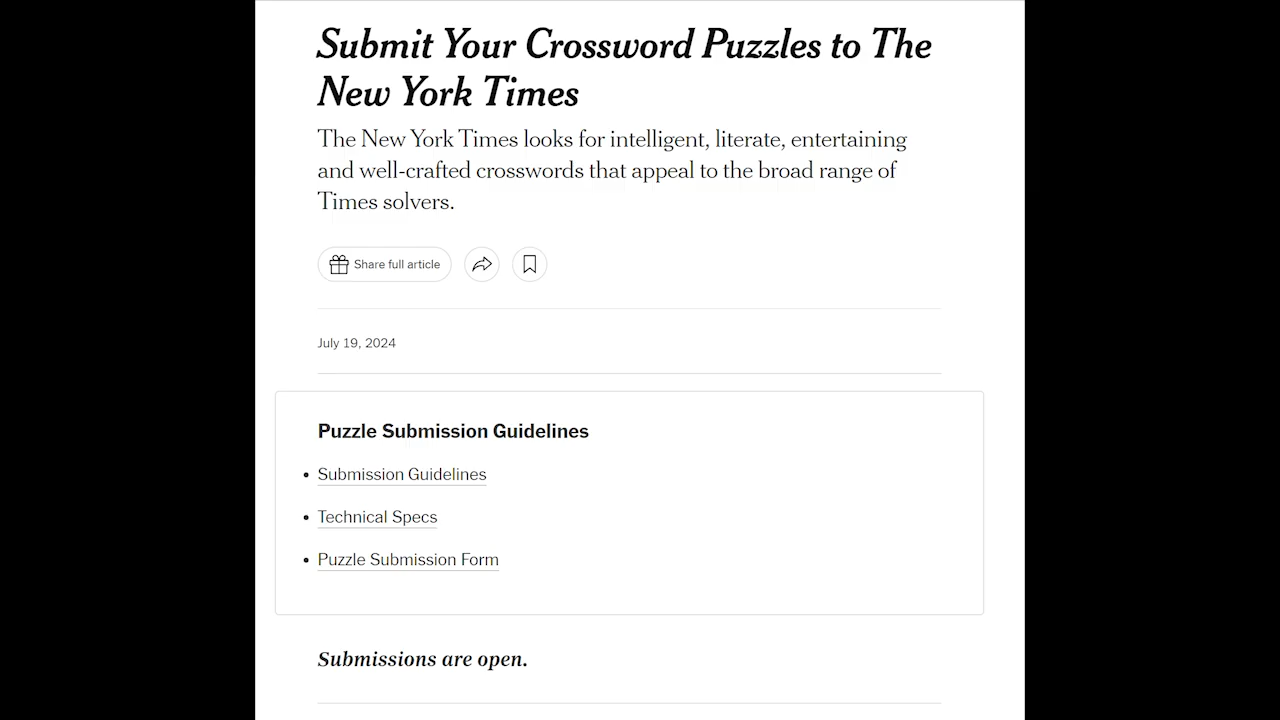 Submit Your Crossword Puzzles to The
New York Times
The New York Times looks for intelligent, literate, entertaining
and well-crafted crosswords that appeal to the broad range of
Times solvers.
Share full article
July 19, 2024
Puzzle Submission Guidelines
Submission Guidelines
Technical Specs
Puzzle Submission Form
Submissions are open.